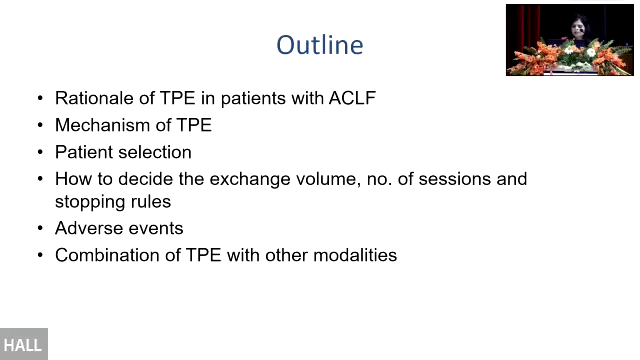 Outline
• Rationale of TPE in patients with ACLF
• Mechanism of TPE
• Patient selection
• How to decide the exchange volume, no. of sessions and
stopping rules
• Adverse events
• Combination of TPE with other modalities
HALL